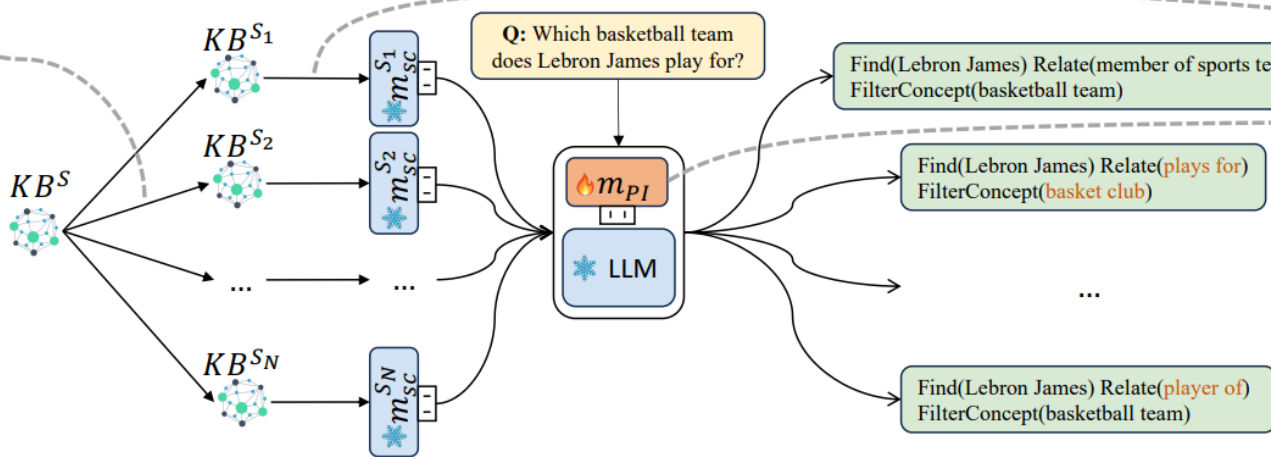 KB^S
KB^{S_1}
KB^{S_2}
...
KB^{S_N}
m_{sc}^{S_1}
m_{sc}^{S_2}
...
m_{sc}^{S_N}
Q: Which basketball team
does Lebron James play for?
m_{PI}
LLM
Find(Lebron James) Relate(member of sports te
FilterConcept(basketball team)
Find(Lebron James) Relate(plays for)
FilterConcept(basket club)
...
Find(Lebron James) Relate(player of)
FilterConcept(basketball team)